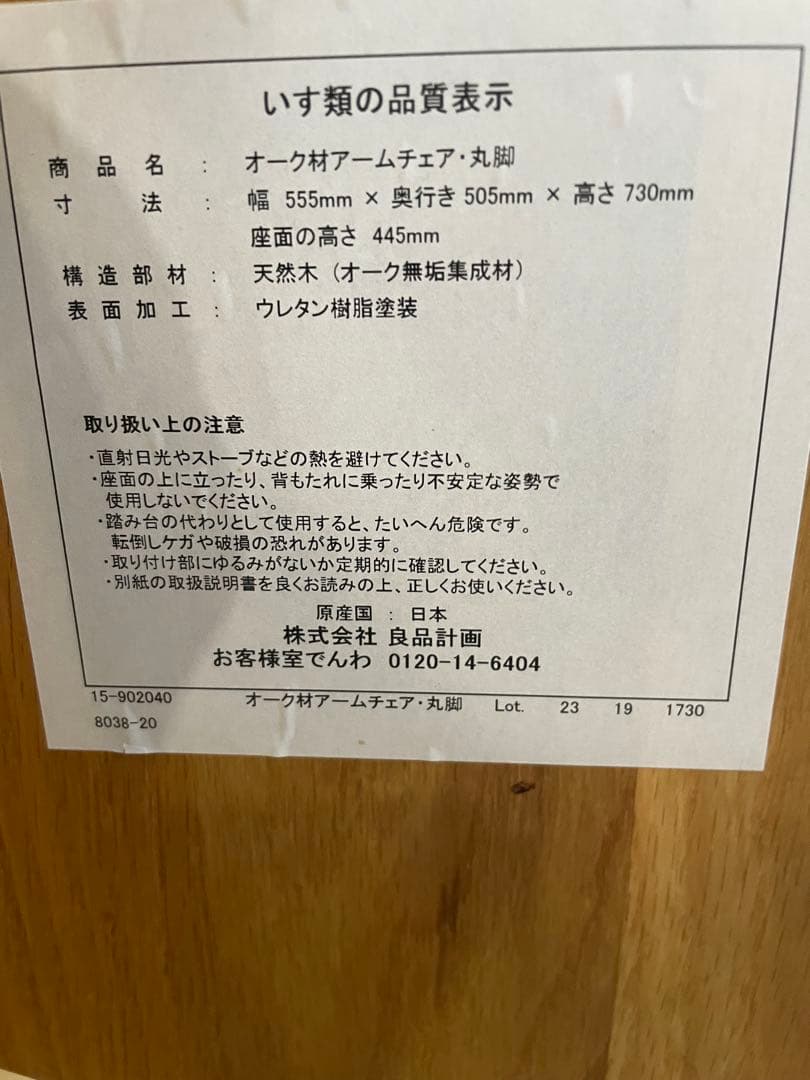 いす類の品質表示
商品名 : オーク材アームチェア・丸脚
寸法 : 幅 555mm × 奥行き 505mm × 高さ 730mm
座面の高さ 445mm
構造部材 : 天然木 (オーク無垢集成材)
表面加工 : ウレタン樹脂塗装
取り扱い上の注意
・直射日光やストーブなどの熱を避けてください。
・座面の上に立ったり、背もたれに乗ったり不安定な姿勢で
使用しないでください。
・踏み台の代わりとして使用すると、たいへん危険です。
転倒しケガや破損の恐れがあります。
・取り付け部にゆるみがないか定期的に確認してください。
・別紙の取扱説明書を良くお読みの上、正しくお使いください。
原産国 : 日本
株式会社 良品計画
お客様室でんわ 0120-14-6404
15-902040 オーク材アームチェア・丸脚 Lot. 23 19 1730
8038-20